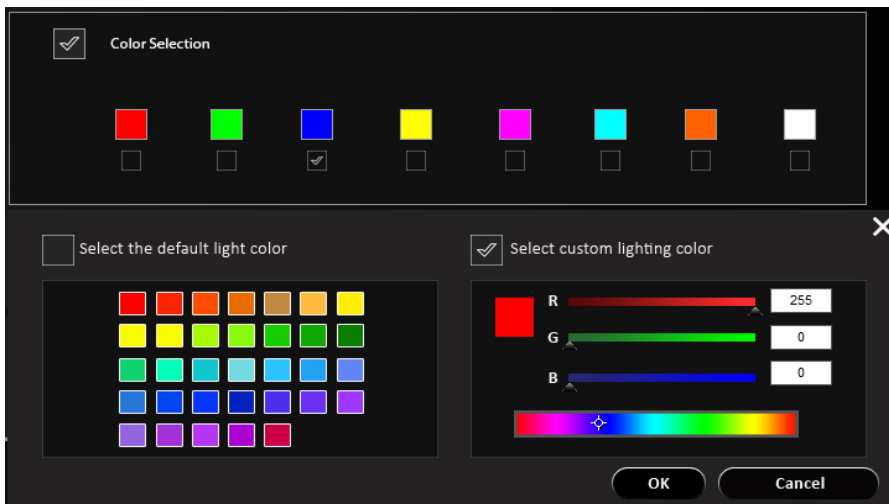 Color Selection
Select the default light color
Select custom lighting color
R 255
G 0
B 0
OK Cancel